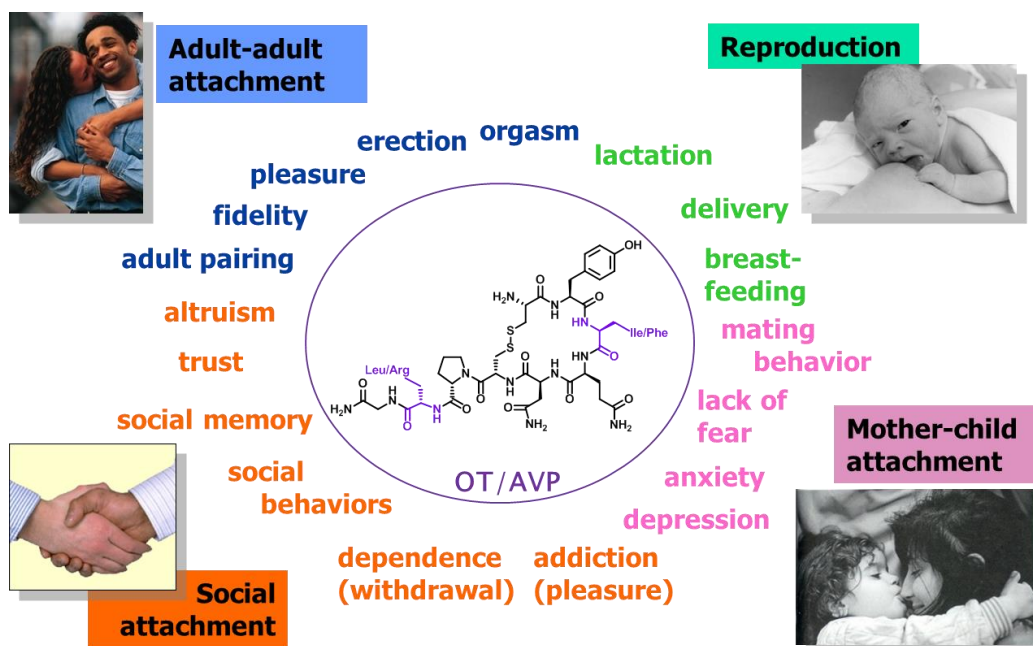 Adult-adult
attachment
Reproduction
erection
orgasm
lactation
pleasure
delivery
fidelity
adult pairing
breast-
feeding
altruism
mating
behavior
trust
lack of
fear
social memory
social
behaviors
anxiety
depression
dependence
(withdrawal)
addiction
(pleasure)
Mother-child
attachment
Social
attachment
OH
O
H₂N
N
H
O
HN
Ile/Phe
O
S
S
Leu/Arg
O
H
N
H₂N
O
N
H
O
N
O
N
H
O
H
N
O
NH₂
O
NH
O
NH₂
OT/AVP